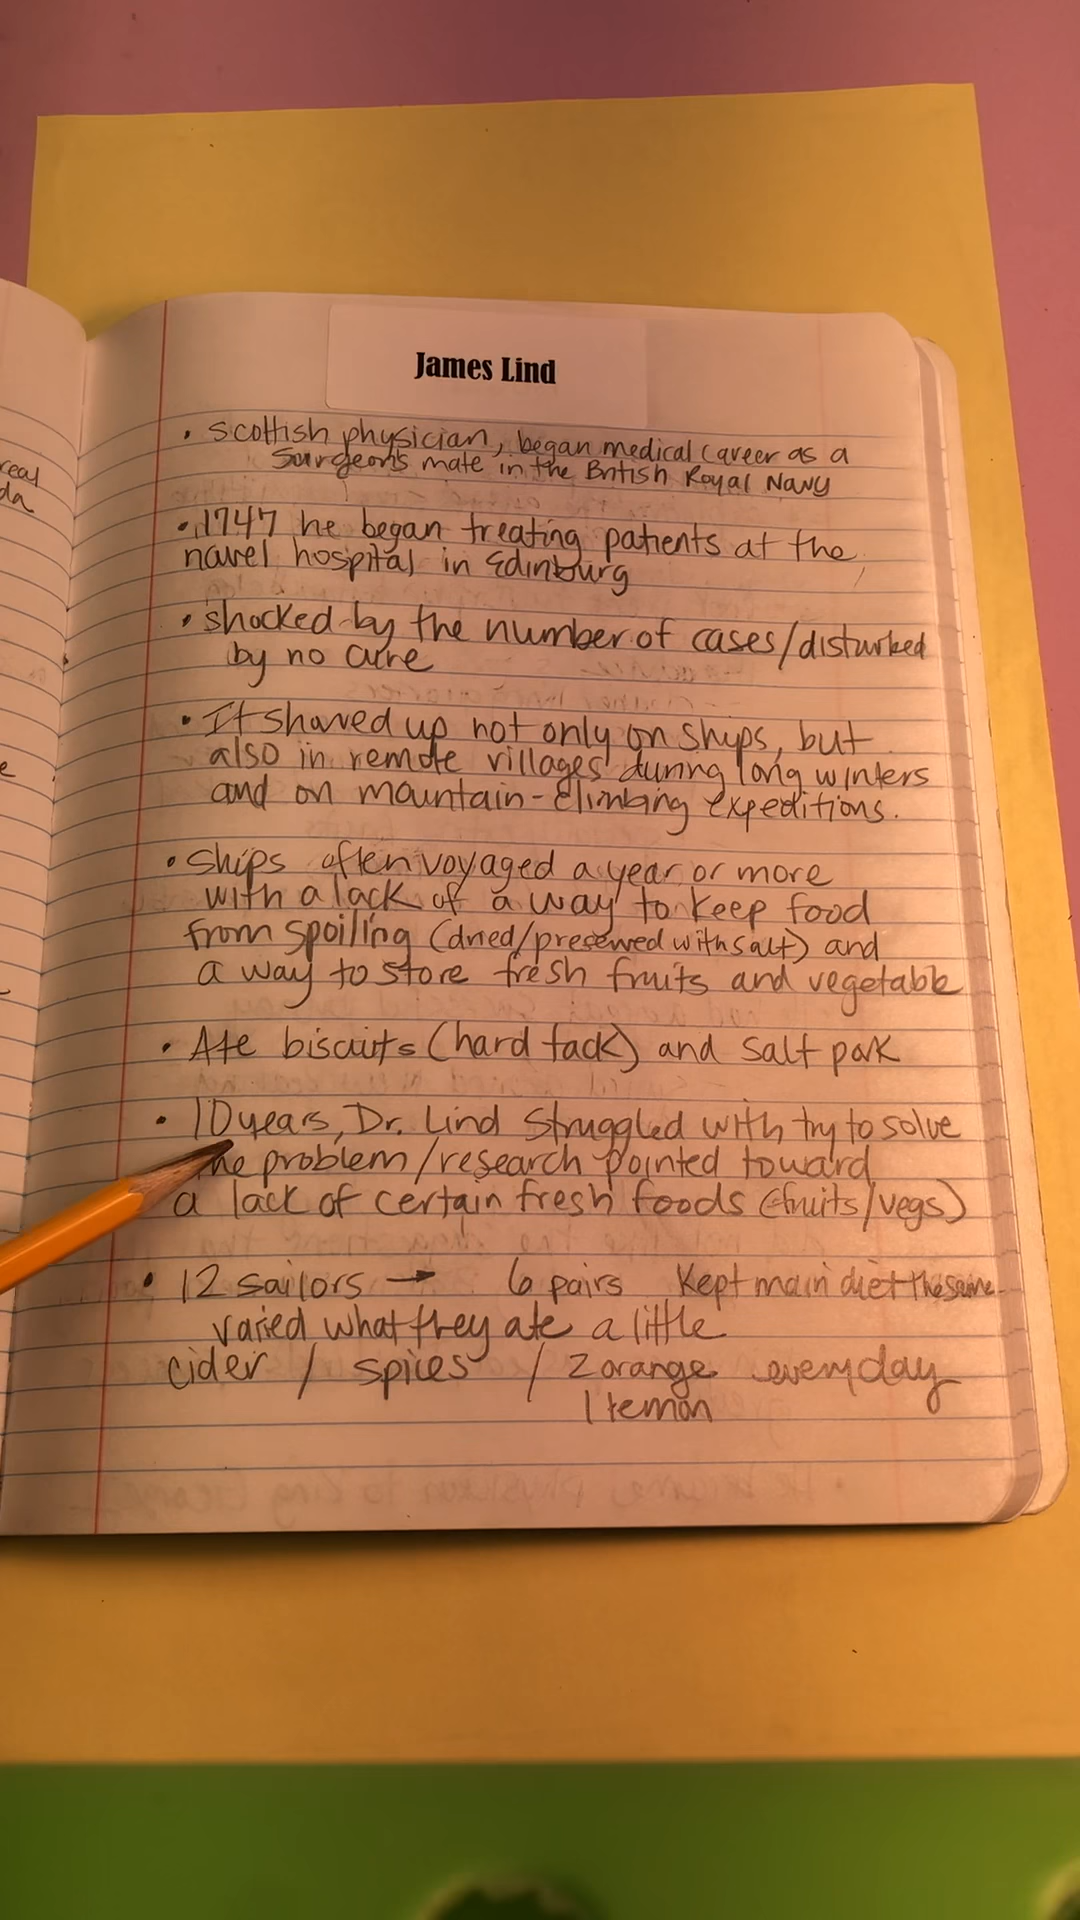 James Lind
• Scottish physician, began medical career as a
surgeons mate in the British Royal Navy
• 1747 he began treating patients at the
navel hospital in Edinburg
• shocked by the number of cases/disturbed
by no cure
• It showed up not only on ships, but
also in remote villages during long winters
and on mountain-climbing expeditions.
• Ships often voyaged a year or more
with a lack of a way to keep food
from spoiling (dried/preserved with salt) and
a way to store fresh fruits and vegetable
• Ate biscuits (hard tack) and salt pork
• 10 years, Dr. Lind struggled with try to solve
the problem/research pointed toward
a lack of certain fresh foods (fruits/vegs)
• 12 sailors → 6 pairs Kept main diet the same
varied what they ate a little
cider / spices / 2 orange everyday
1 lemon
real
da
e